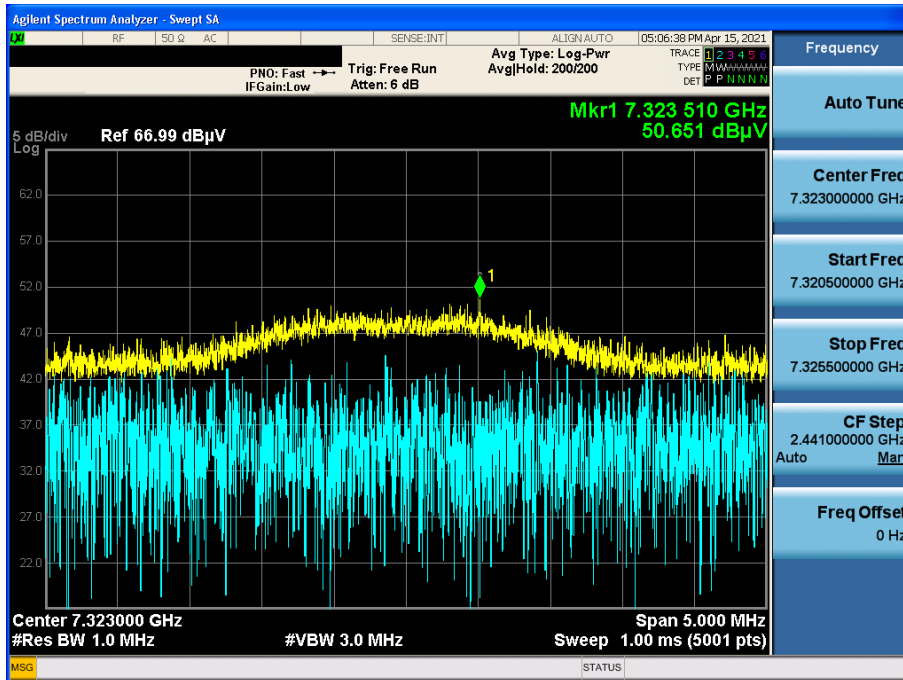 Agilent Spectrum Analyzer - Swept SA
LXI RF 50 Ω AC SENSE:INT ALIGN AUTO 05:06:38 PM Apr 15, 2021
PNO: Fast
IFGain:Low
Trig: Free Run
Atten: 6 dB
Avg Type: Log-Pwr
Avg|Hold: 200/200
TRACE 1 2 3 4 5 6
TYPE M W W W W W
DET P P N N N N
Mkr1 7.323 510 GHz
50.651 dBµV
5 dB/div Ref 66.99 dBµV
Log
62.0
57.0
52.0
47.0
42.0
37.0
32.0
27.0
22.0
1
Center 7.323000 GHz Span 5.000 MHz
#Res BW 1.0 MHz #VBW 3.0 MHz Sweep 1.00 ms (5001 pts)
MSG STATUS
Frequency
Auto Tune
Center Freq
7.323000000 GHz
Start Freq
7.320500000 GHz
Stop Freq
7.325500000 GHz
CF Step
2.441000000 GHz
Auto Man
Freq Offset
0 Hz